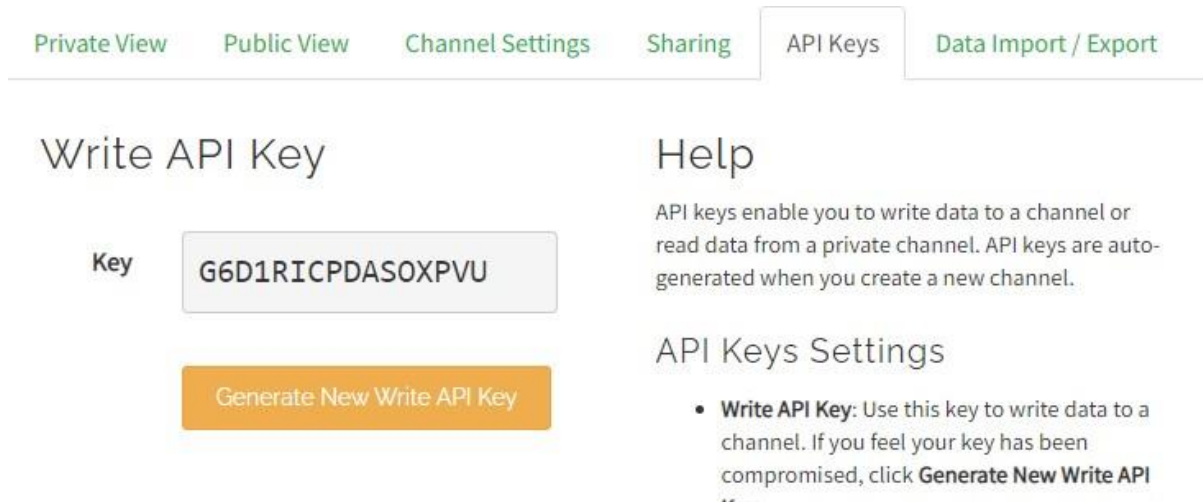 Private View Public View Channel Settings Sharing API Keys Data Import / Export
Write API Key
Key G6D1RICPDASOXPVU
Generate New Write API Key
Help
API keys enable you to write data to a channel or
read data from a private channel. API keys are auto-
generated when you create a new channel.
API Keys Settings
• Write API Key: Use this key to write data to a
channel. If you feel your key has been
compromised, click Generate New Write API